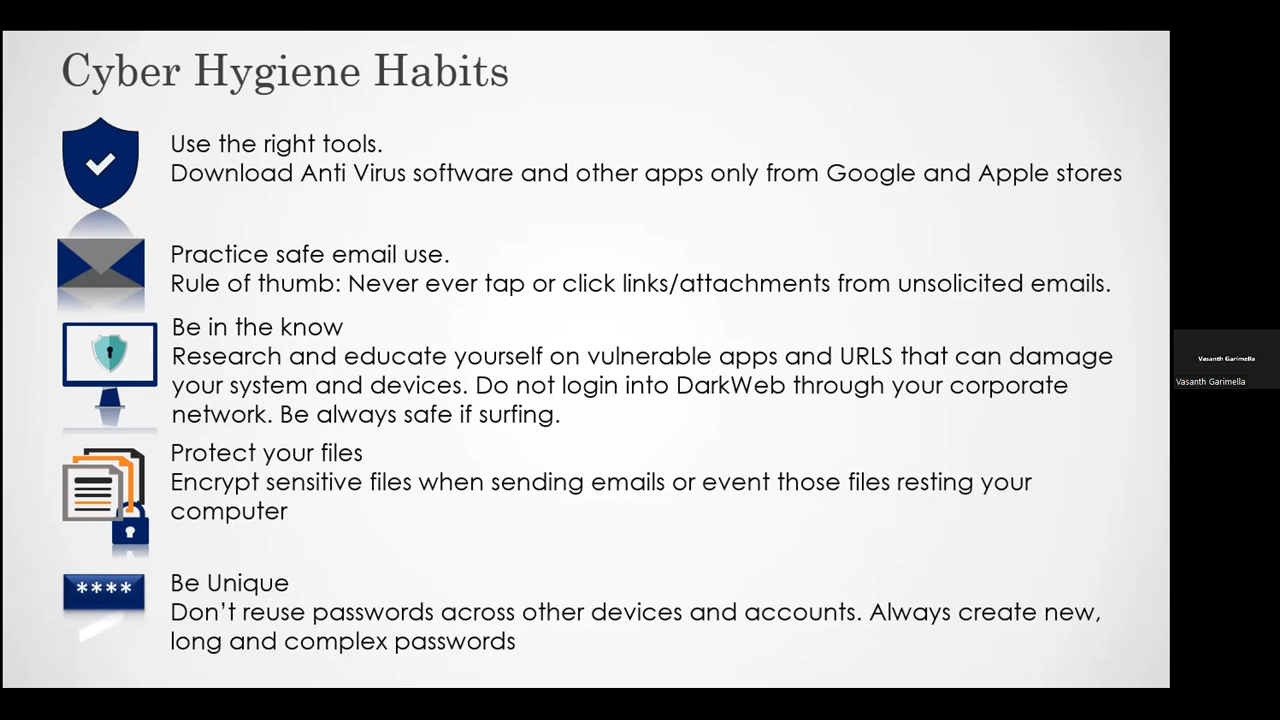 Cyber Hygiene Habits
Use the right tools.
Download Anti Virus software and other apps only from Google and Apple stores
Practice safe email use.
Rule of thumb: Never ever tap or click links/attachments from unsolicited emails.
Be in the know
Research and educate yourself on vulnerable apps and URLS that can damage
your system and devices. Do not login into DarkWeb through your corporate
network. Be always safe if surfing.
Protect your files
Encrypt sensitive files when sending emails or event those files resting your
computer
****
Be Unique
Don't reuse passwords across other devices and accounts. Always create new,
long and complex passwords
Vasanth Garimella
Vasanth Garimella